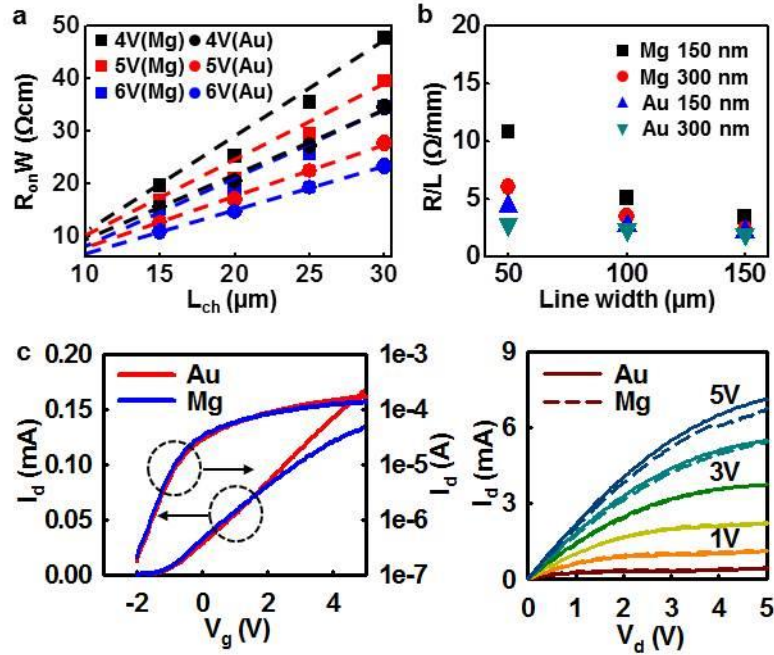 a
50
40
30
20
10
4V(Mg) 4V(Au)
5V(Mg) 5V(Au)
6V(Mg) 6V(Au)
RonW (Ωcm)
10 15 20 25 30
Lch (μm)
b
20
15
10
5
0
Mg 150 nm
Mg 300 nm
Au 150 nm
Au 300 nm
R/L (Ω/mm)
50 100 150
Line width (μm)
c
0.20
0.15
0.10
0.05
0.00
Au
Mg
Id (mA)
1e-3
1e-4
1e-5
1e-6
1e-7
Id (A)
-2 0 2 4
Vg (V)
9
6
3
0
Au
Mg
5V
3V
1V
Id (mA)
0 1 2 3 4 5
Vd (V)